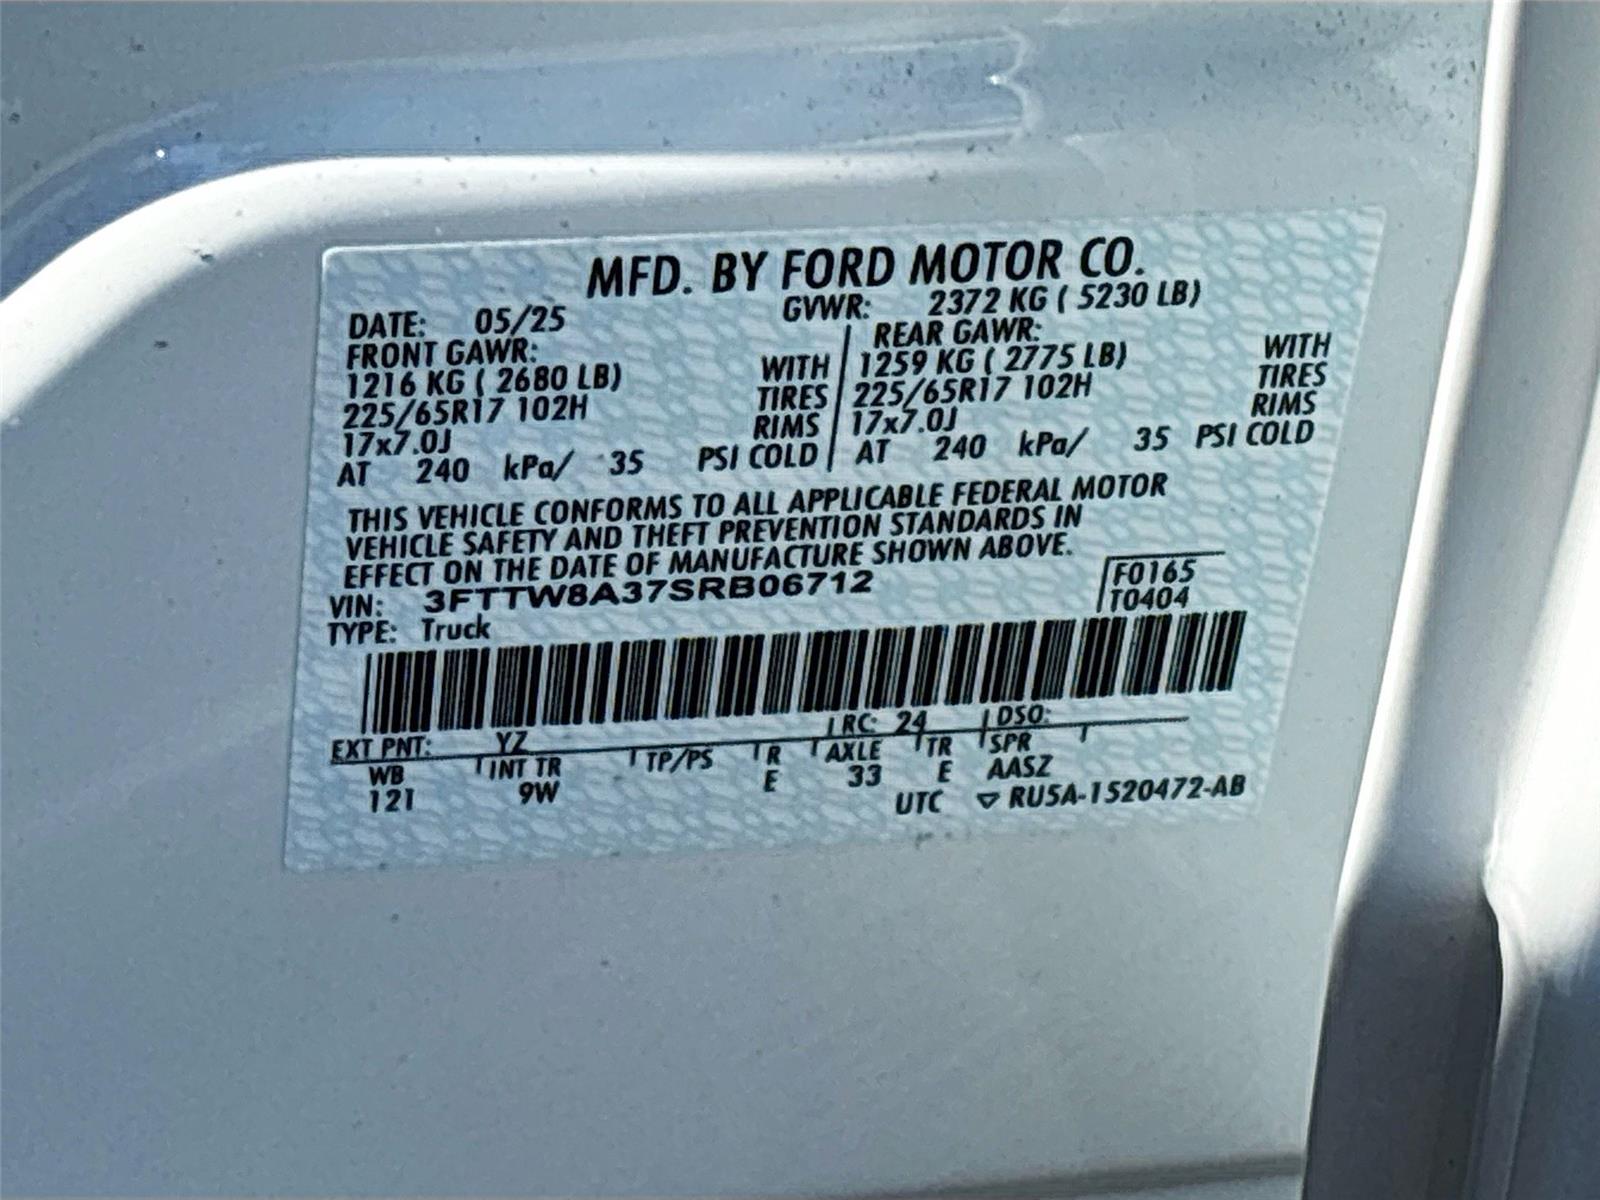 MFD. BY FORD MOTOR CO.
DATE: 05/25 GVWR: 2372 KG ( 5230 LB)
FRONT GAWR: REAR GAWR:
1216 KG ( 2680 LB) WITH 1259 KG ( 2775 LB) WITH
225/65R17 102H TIRES 225/65R17 102H TIRES
17x7.0J RIMS 17x7.0J RIMS
AT 240 kPa/ 35 PSI COLD AT 240 kPa/ 35 PSI COLD
THIS VEHICLE CONFORMS TO ALL APPLICABLE FEDERAL MOTOR
VEHICLE SAFETY AND THEFT PREVENTION STANDARDS IN
EFFECT ON THE DATE OF MANUFACTURE SHOWN ABOVE.
VIN: 3FTTW8A37SRB06712 F0165
TYPE: Truck T0404
EXT PNT: YZ RC: 24 DSO:
WB INT TR TP/PS R AXLE TR SPR
121 9W E 33 E AASZ
UTC ▽ RU5A-1520472-AB